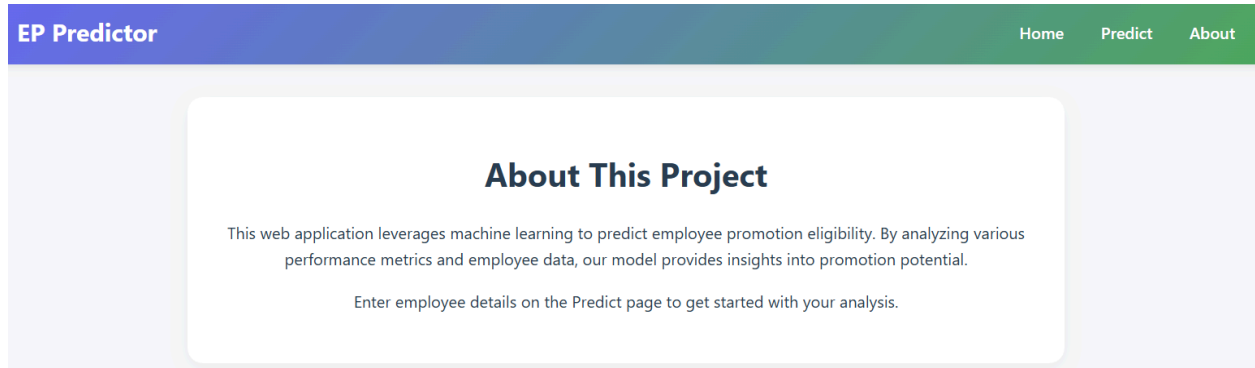 EP Predictor
Home Predict About
About This Project
This web application leverages machine learning to predict employee promotion eligibility. By analyzing various
performance metrics and employee data, our model provides insights into promotion potential.
Enter employee details on the Predict page to get started with your analysis.